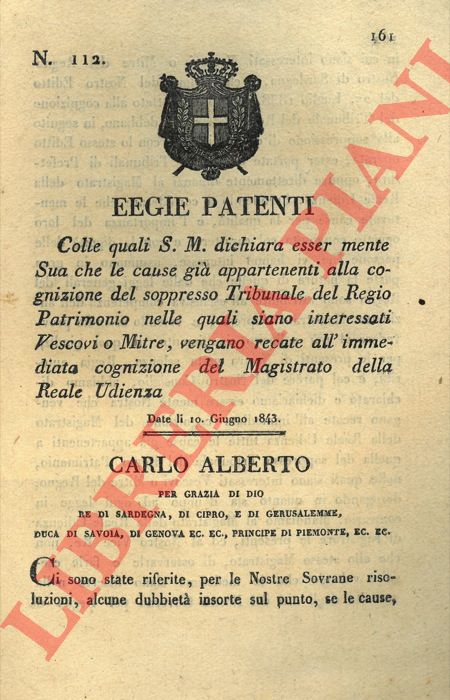 161
N. 112.
EEGIE PATENTI
Colle quali S. M. dichiara esser mente
Sua che le cause già appartenenti alla co-
gnizione del soppresso Tribunale del Regio
Patrimonio nelle quali siano interessati
Vescovi o Mitre, vengano recate all' imme-
diata cognizione del Magistrato della
Reale Udienza
Date li 10. Giugno 1843.
CARLO ALBERTO
PER GRAZIA DI DIO
RE DI SARDEGNA, DI CIPRO, E DI GERUSALEMME,
DUCA DI SAVOIA, DI GENOVA EC. EC., PRINCIPE DI PIEMONTE, EC. EC.
Ci sono state riferite, per le Nostre Sovrane riso-
luzioni, alcune dubbietà insorte sul punto, se le cause,
LIBRERIA PIANI